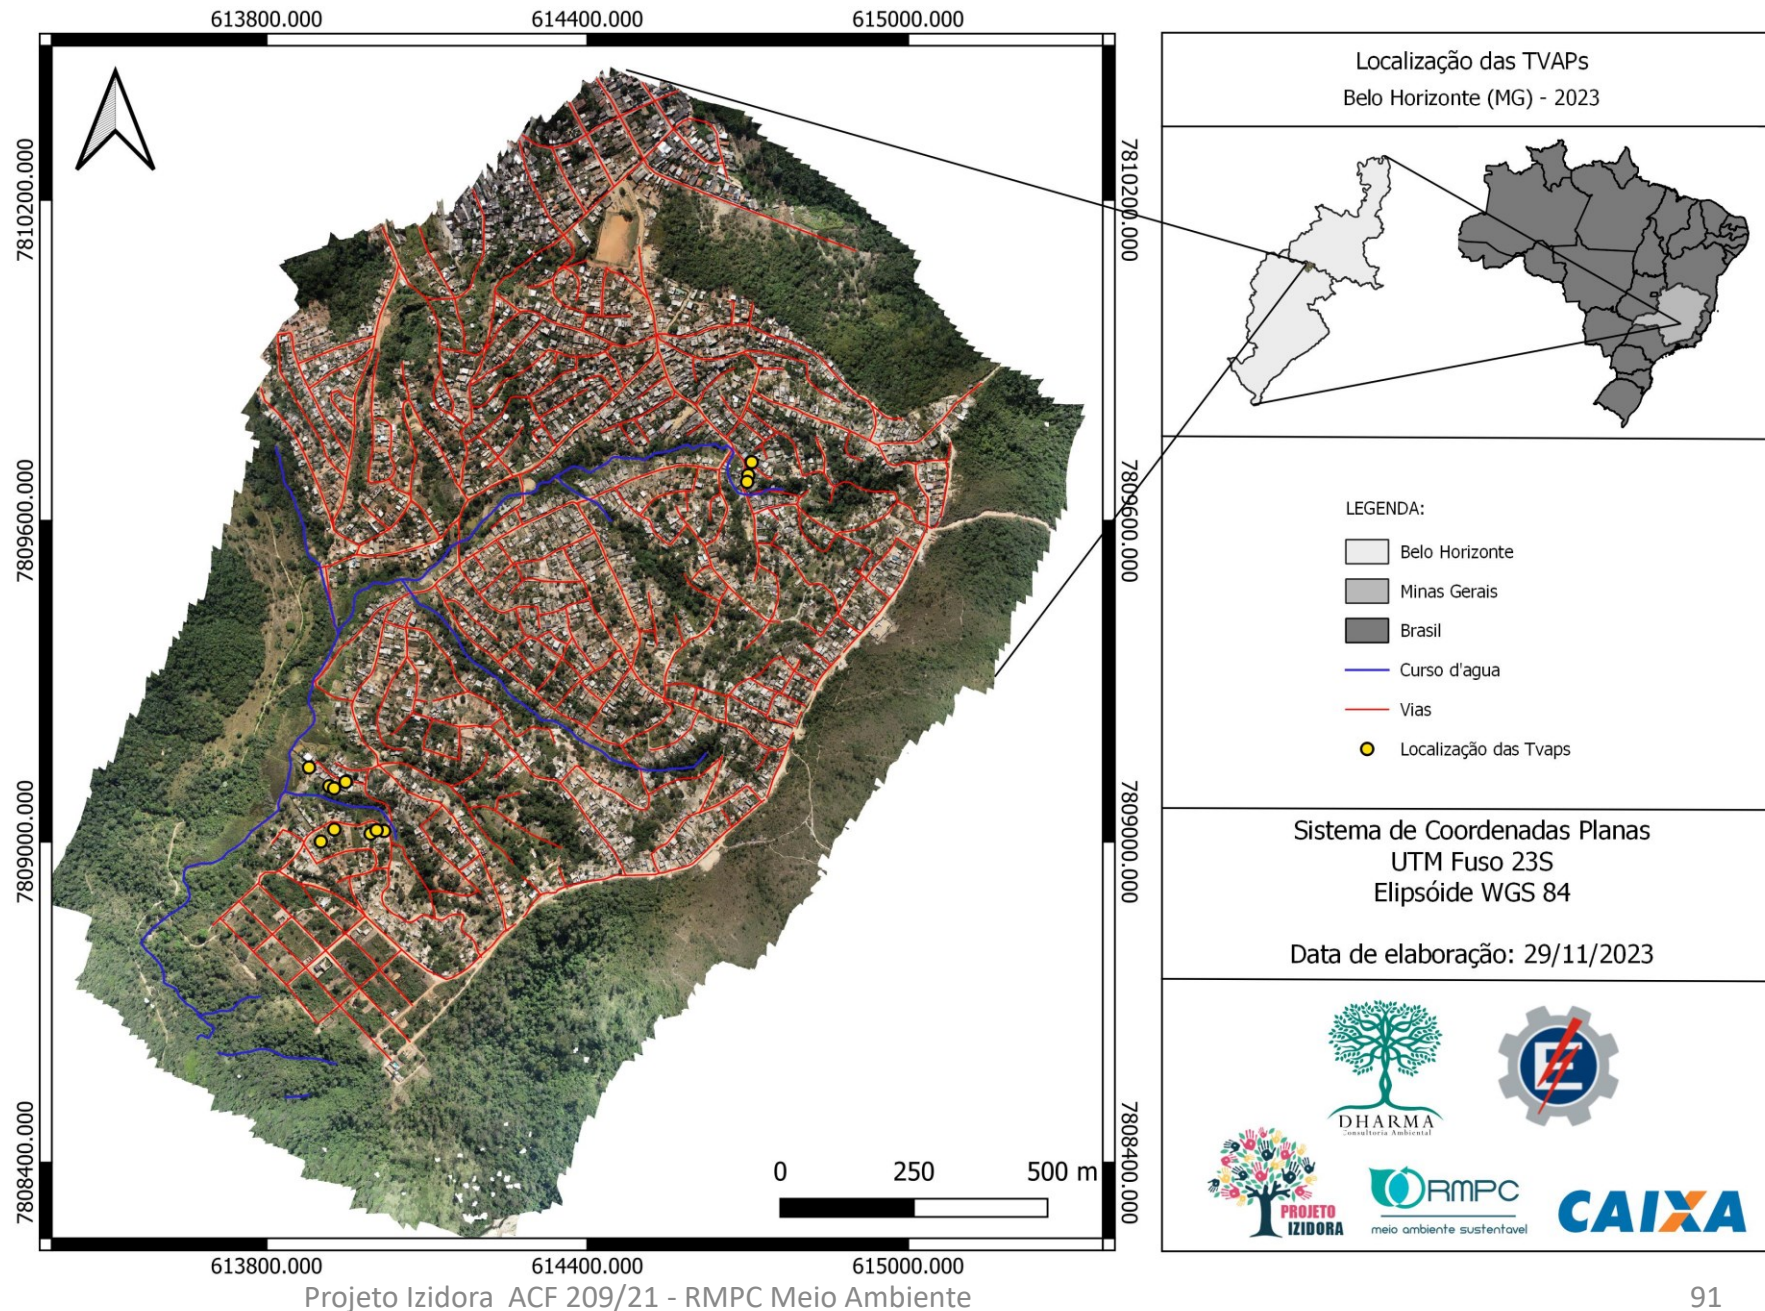 613800.000
614400.000
615000.000
7810200.000
7809600.000
7809000.000
7808400.000
7810200.000
7809600.000
7809000.000
7808400.000
0 250 500 m
613800.000
614400.000
615000.000
Localização das TVAPs
Belo Horizonte (MG) - 2023
LEGENDA:
Belo Horizonte
Minas Gerais
Brasil
Curso d'agua
Vias
Localização das Tvaps
Sistema de Coordenadas Planas
UTM Fuso 23S
Elipsóide WGS 84
Data de elaboração: 29/11/2023
DHARMA
Consultoria Ambiental
E
PROJETO
IZIDORA
RMPC
meio ambiente sustentavel
CAIXA
Projeto Izidora ACF 209/21 - RMPC Meio Ambiente
91